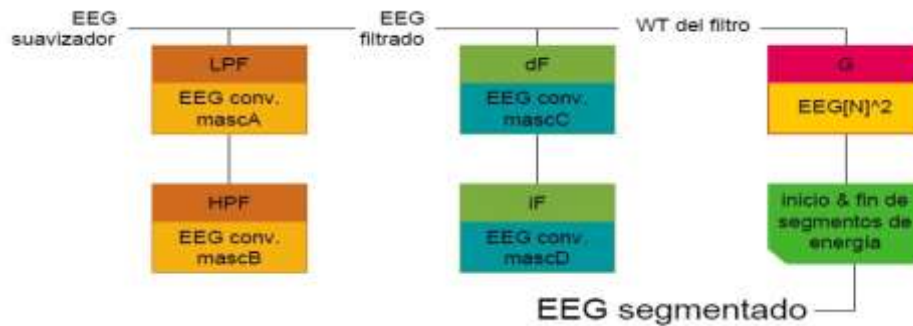 EEG
suavizador
EEG
filtrado
WT del filtro
LPF
EEG conv.
mascA
dF
EEG conv.
mascC
G
EEG[N]^2
HPF
EEG conv.
mascB
iF
EEG conv.
mascD
inicio & fin de
segmentos de
energía
EEG segmentado